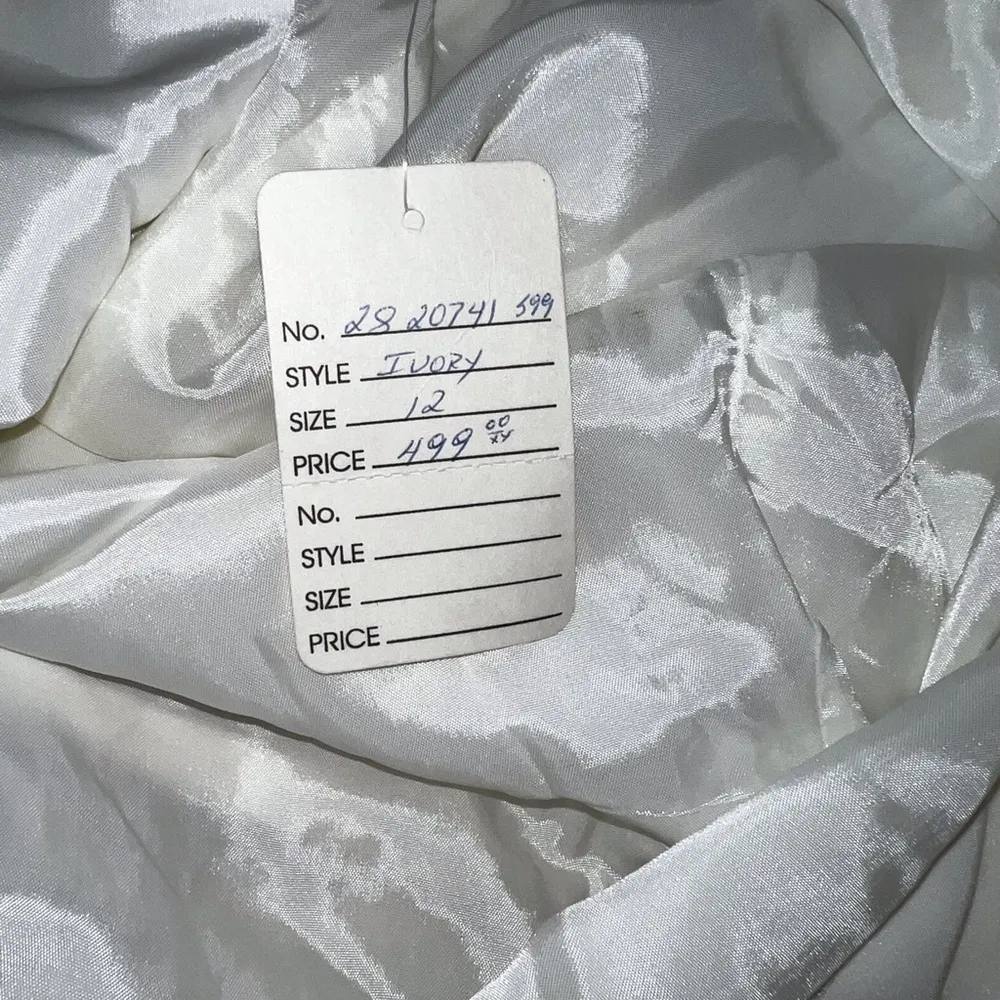 No. 28 20741 599
STYLE IVORY
SIZE 12
PRICE 499 00
No.
STYLE
SIZE
PRICE